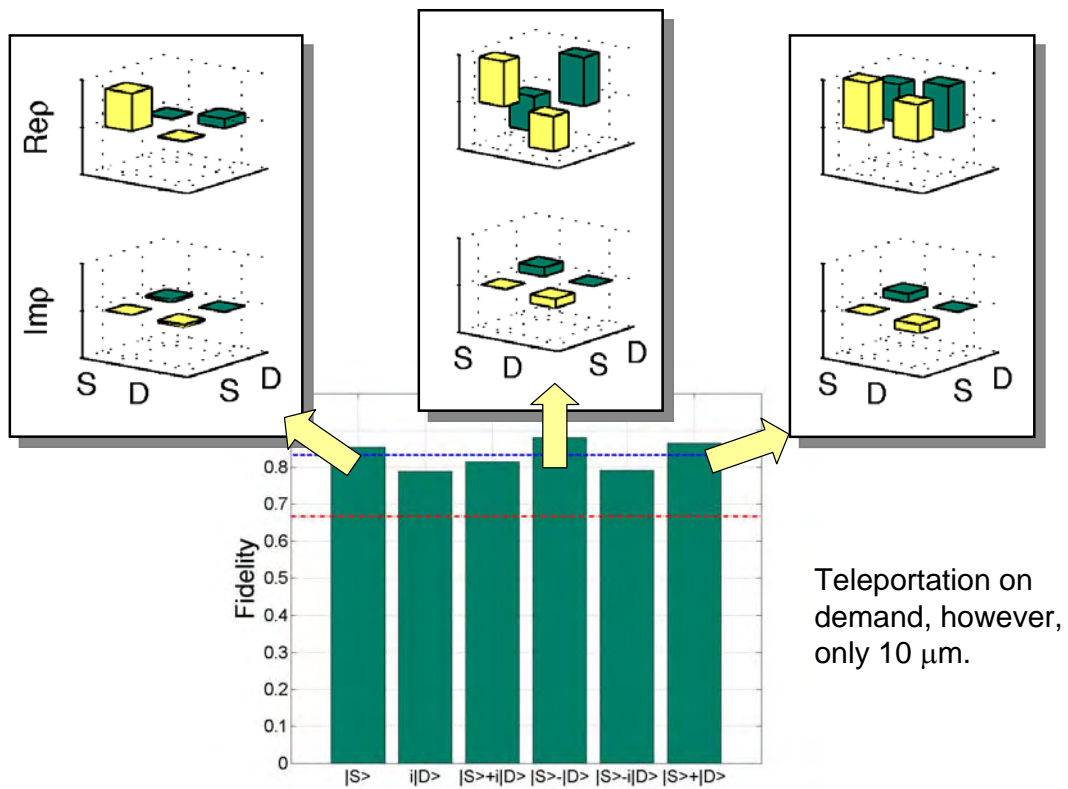 Reρ
Imρ
S D S D
S D S D
S D S D
Fidelity
0.8
0.7
0.6
0.5
0.4
0.3
0.2
0.1
0
|S> i|D> |S>+i|D> |S>-|D> |S>-i|D> |S>+|D>
Teleportation on
demand, however,
only 10 μm.